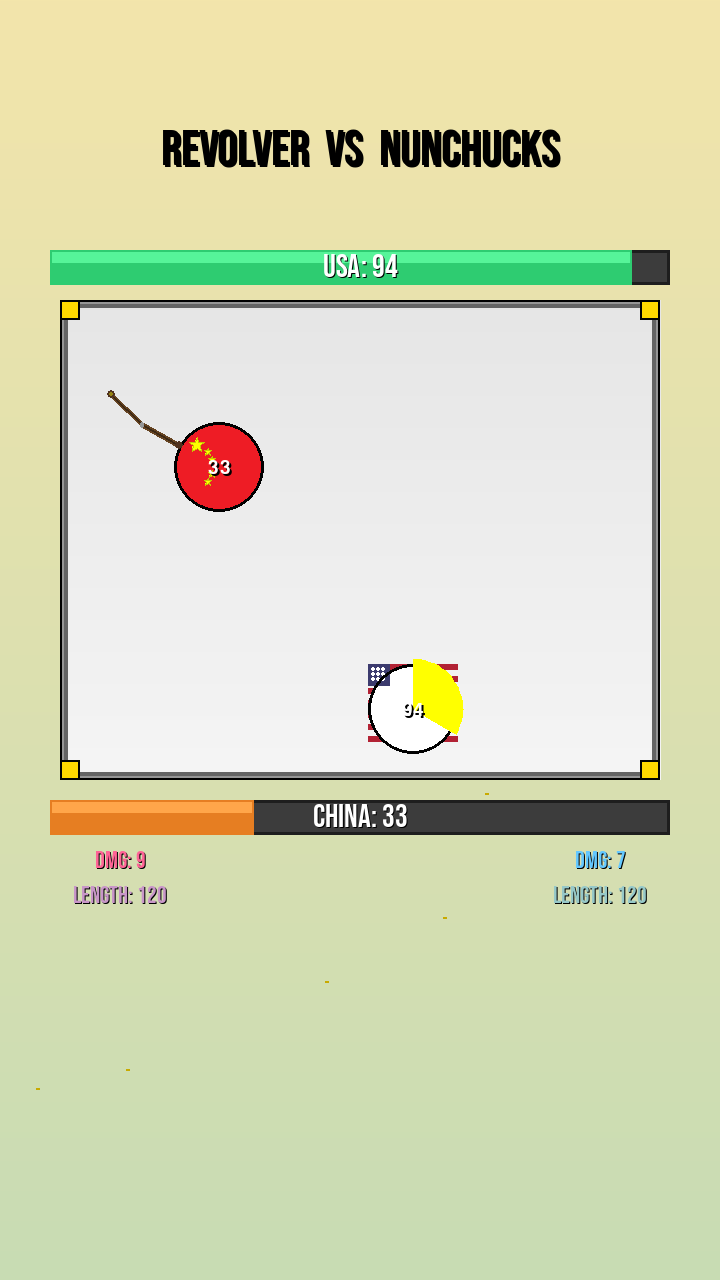 REVOLVER VS NUNCHUCKS
USA: 94
33
94
CHINA: 33
DMG: 9
DMG: 7
LENGTH: 120
LENGTH: 120